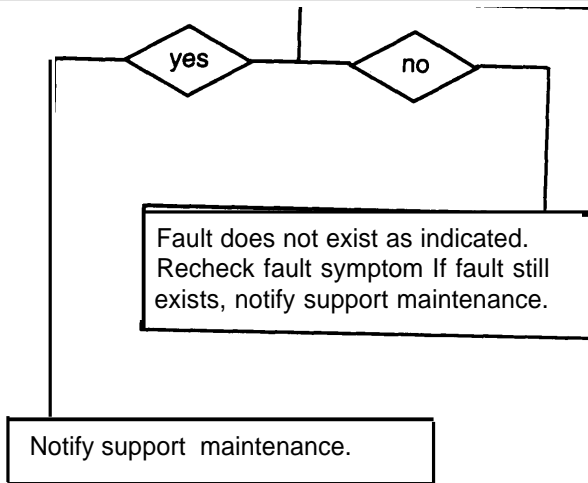 yes
no
Fault does not exist as indicated.
Recheck fault symptom If fault still
exists, notify support maintenance.
Notify support maintenance.